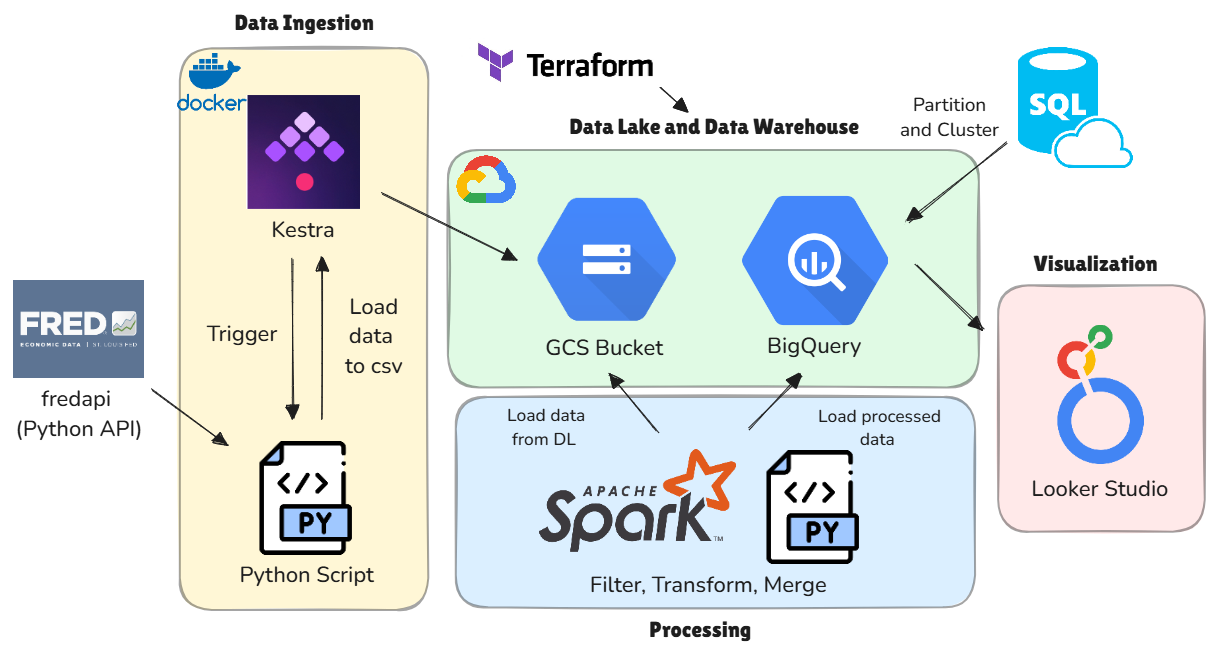 Data Ingestion
docker
Kestra
Trigger
Load
data
to csv
FRED
ECONOMIC DATA | ST. LOUIS FED
fredapi
(Python API)
</>
PY
Python Script
Terraform
Data Lake and Data Warehouse
Partition
and Cluster
SQL
GCS Bucket
BigQuery
Load data
from DL
Load processed
data
APACHE
Spark
TM
</>
PY
Filter, Transform, Merge
Processing
Visualization
Looker Studio